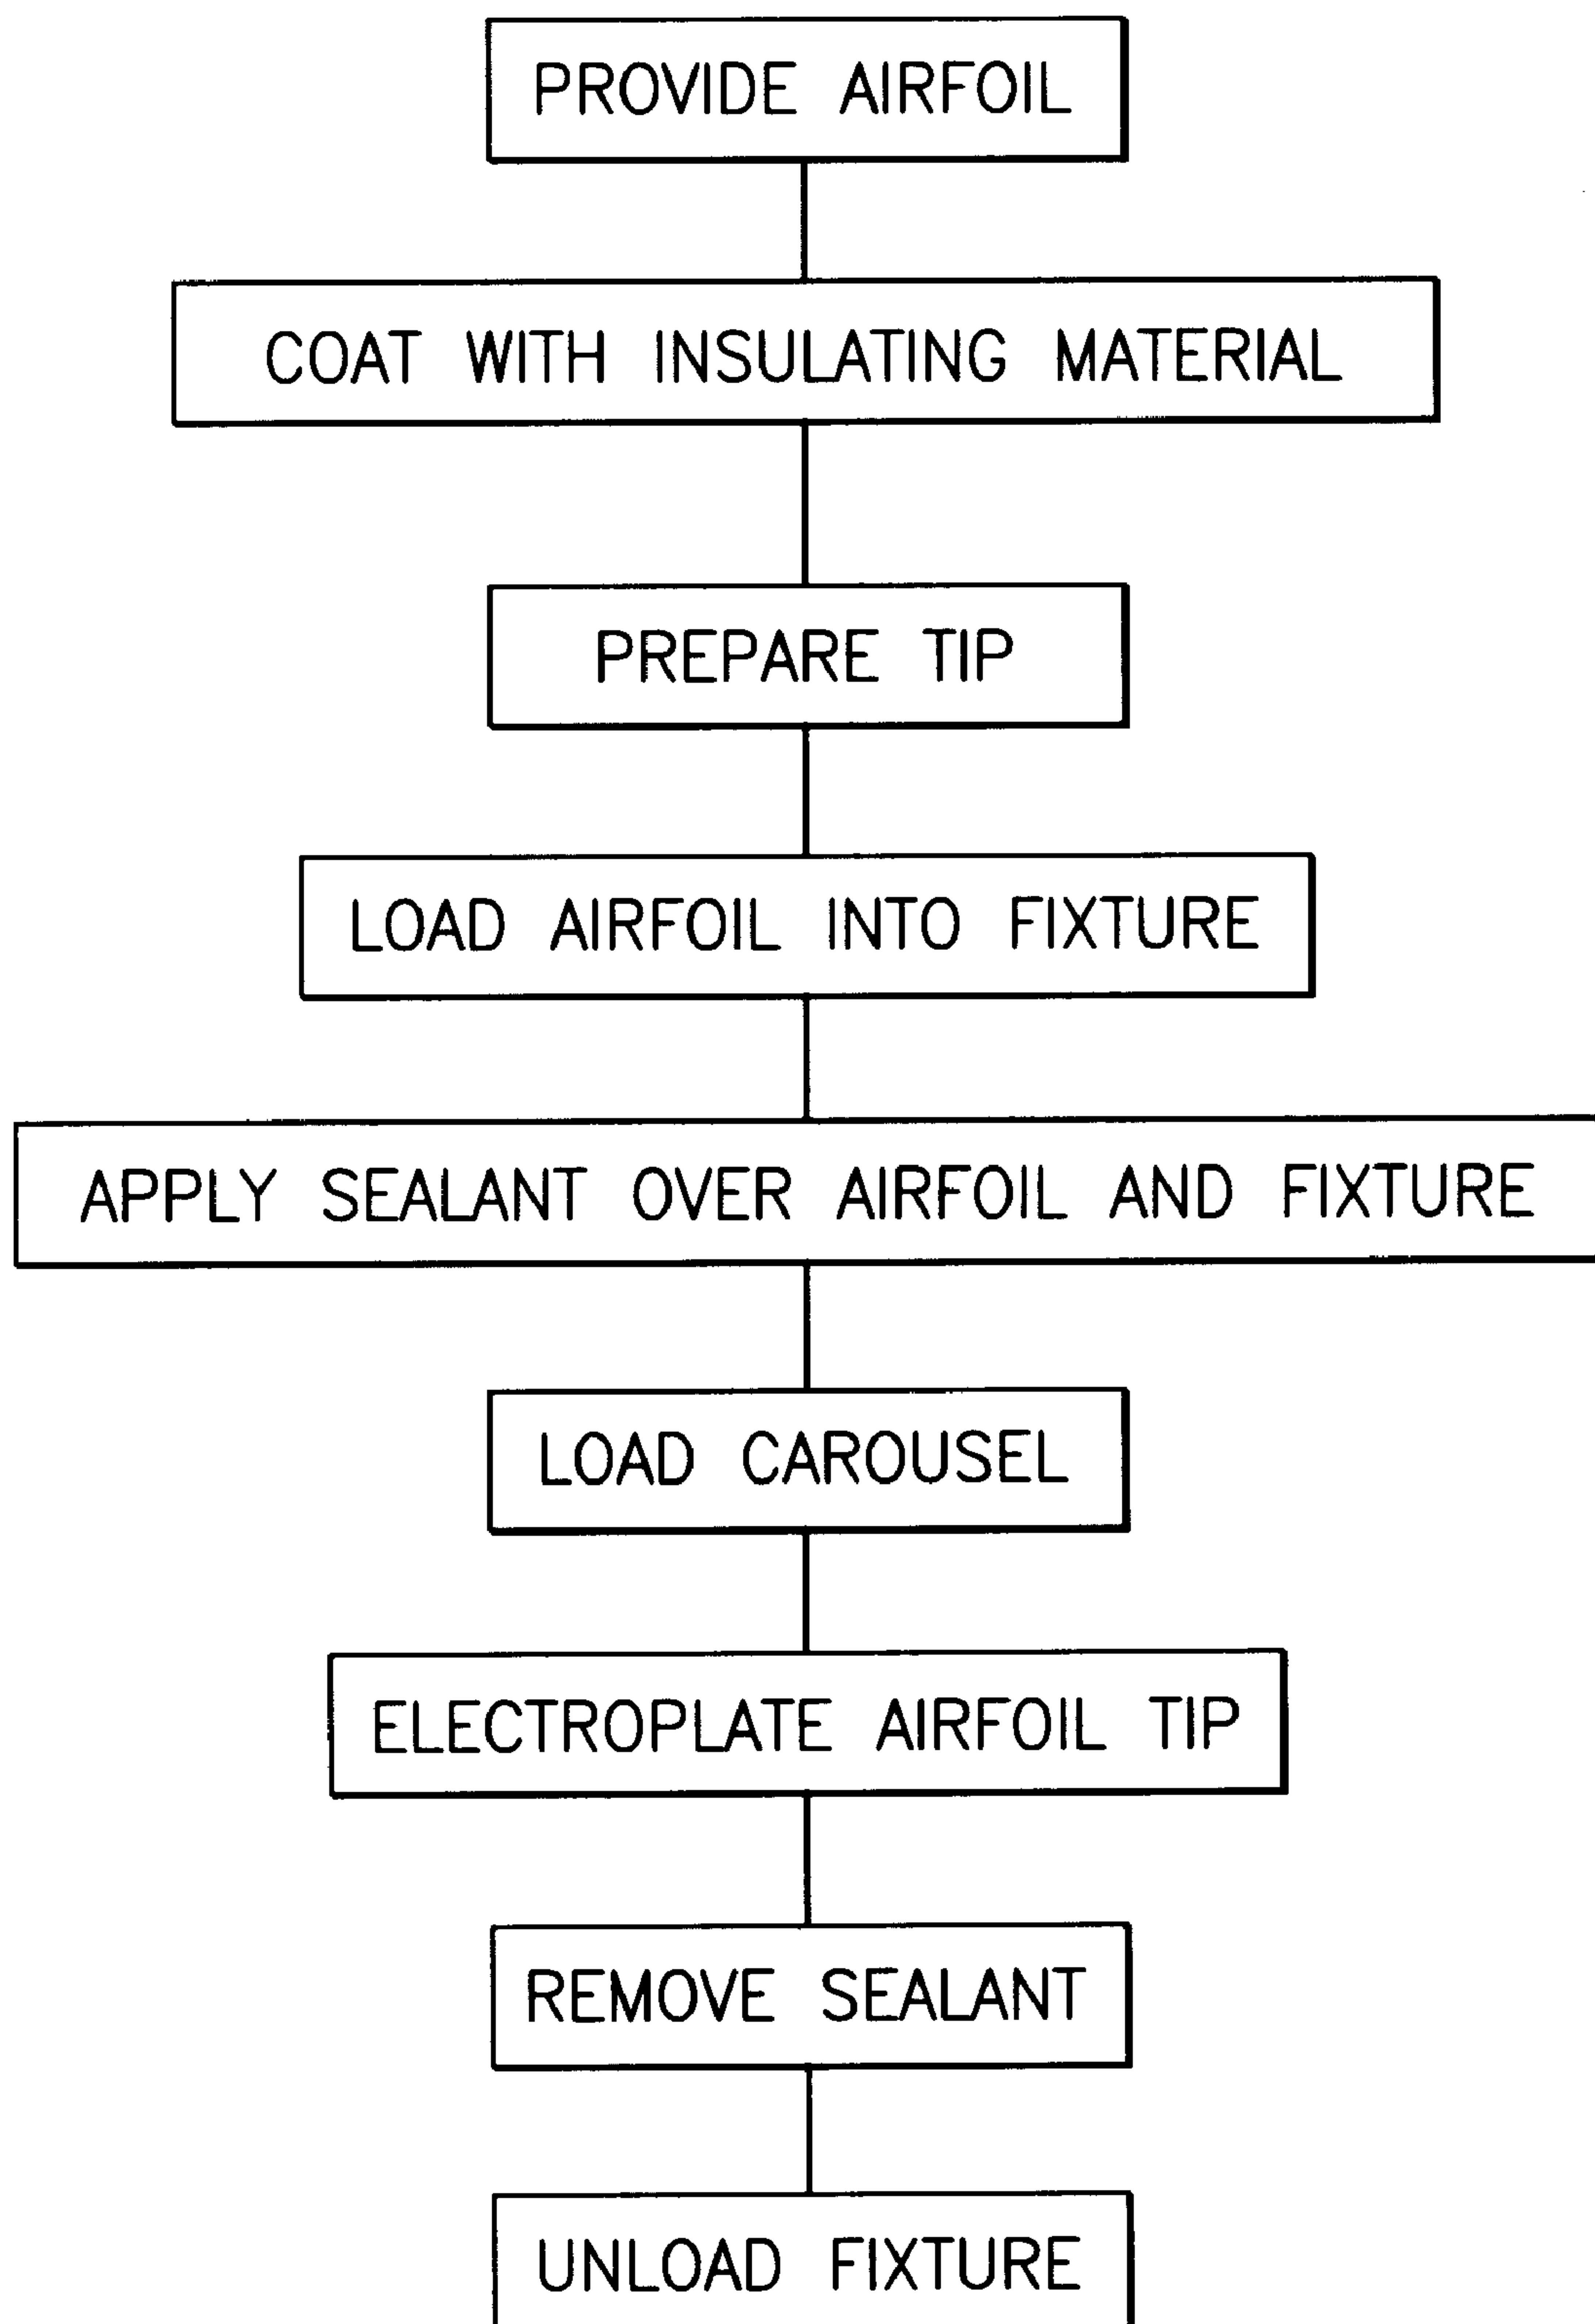 PROVIDE AIRFOIL
COAT WITH INSULATING MATERIAL
PREPARE TIP
LOAD AIRFOIL INTO FIXTURE
APPLY SEALANT OVER AIRFOIL AND FIXTURE
LOAD CAROUSEL
ELECTROPLATE AIRFOIL TIP
REMOVE SEALANT
UNLOAD FIXTURE